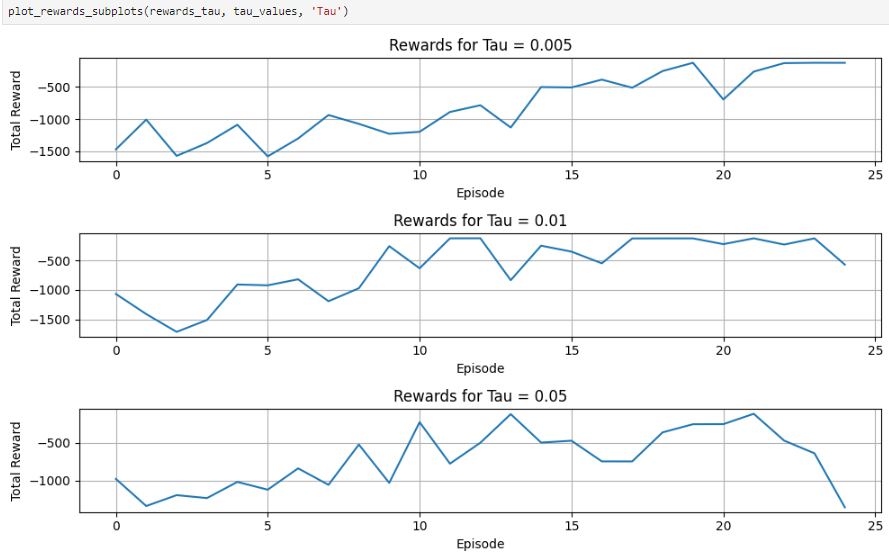 plot_rewards_subplots(rewards_tau, tau_values, 'Tau')
Rewards for Tau = 0.005
Total Reward
−500
−1000
−1500
0 5 10 15 20 25
Episode
Rewards for Tau = 0.01
Total Reward
−500
−1000
−1500
0 5 10 15 20 25
Episode
Rewards for Tau = 0.05
Total Reward
−500
−1000
0 5 10 15 20 25
Episode